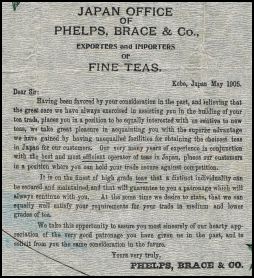 JAPAN OFFICE
OF
PHELPS, BRACE & Co.,
EXPORTERS and IMPORTERS
OF
FINE TEAS.
Kobe, Japan May 1905.
Dear Sir:
Having been favored by your consideration in the past, and believing that
the great care we have always exercised in assisting you in the building of your
tea trade, places you in a position to be equally interested with us relative to new
teas, we take great pleasure in acquainting you with the superior advantage
we have gained by having unequalled facilities for obtaining the choicest teas
in Japan for our customers. Our very many years of experience in conjunction
with the best and most efficient operator of teas in Japan, places our customers
in a position where you can hold your trade secure against competition.
It is on the finest of high grade teas that a distinct individuality can
be secured and maintained, and that will guarantee to you a patronage which will
always continue with you. At the same time we desire to state, that we can
equally well satisfy your requirements for your trade in medium and lower
grades of tea.
We take this opportunity to assure you most sincerely of our hearty appreciation
of the very good patronage you have given us in the past, and to
solicit from you the same consideration in the future.
Yours very truly,
PHELPS, BRACE & CO.